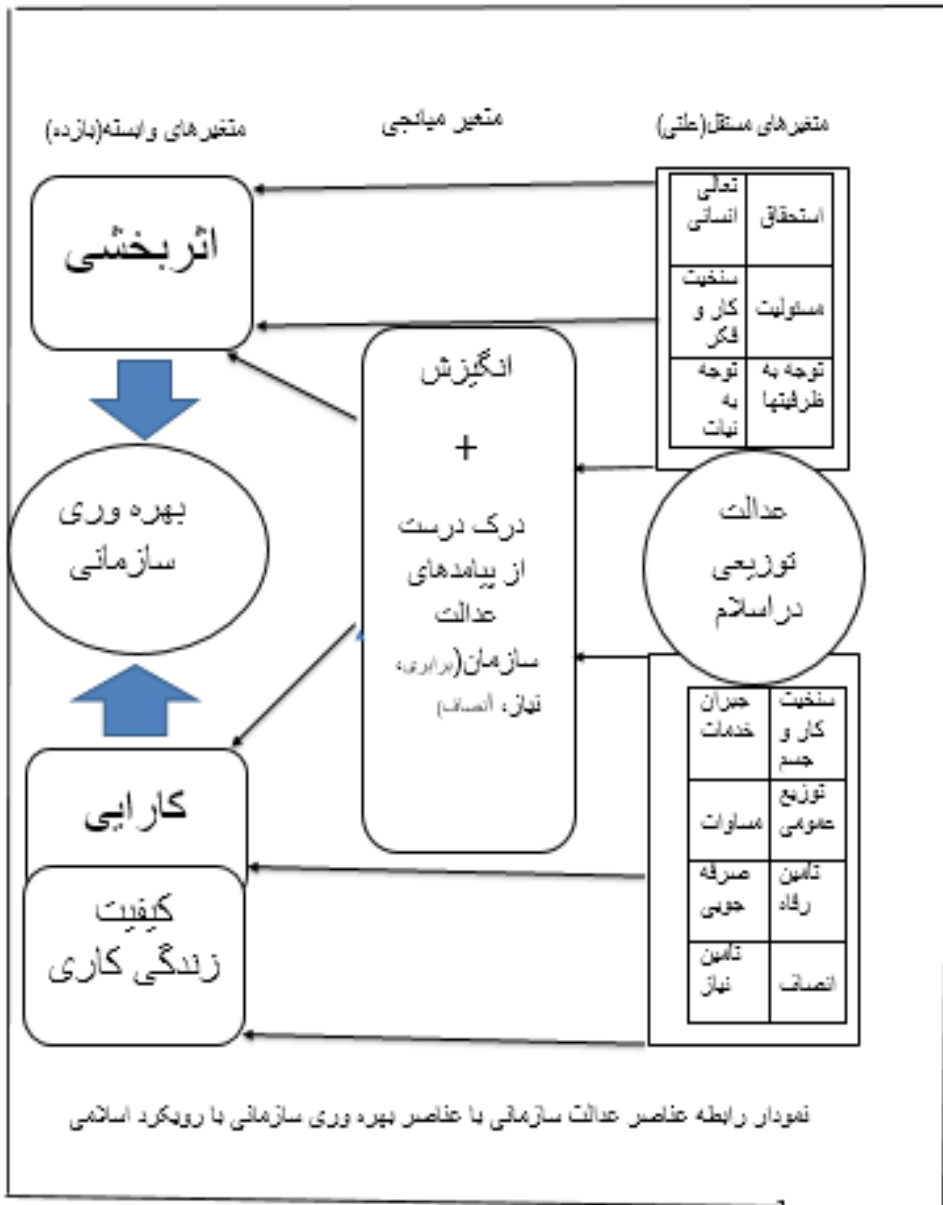 متغیرهای مستقل(علتی)
متغیر میانجی
متغیرهای وابسته(بازده)
استحقاق
تعالی
انسانی
مسئولیت
سنخیت
کار و
فکر
توجه به
ظرفیتها
توجه
به
نیات
عدالت
توزیعی
دراسلام
سنخیت
کار و
جسم
جبران
خدمات
توزیع
عمومی
مساوات
تامین
رفاه
صرفه
جویی
انصاف
تامین
نیاز
انگیزش
+
درک درست
از پیامدهای
عدالت
سازمان(برابری،
نیاز، انصاف)
اثربخشی
بهره وری
سازمانی
کارایی
کیفیت
زندگی کاری
نمودار رابطه عناصر عدالت سازمانی با عناصر بهره وری سازمانی با رویکرد اسلامی